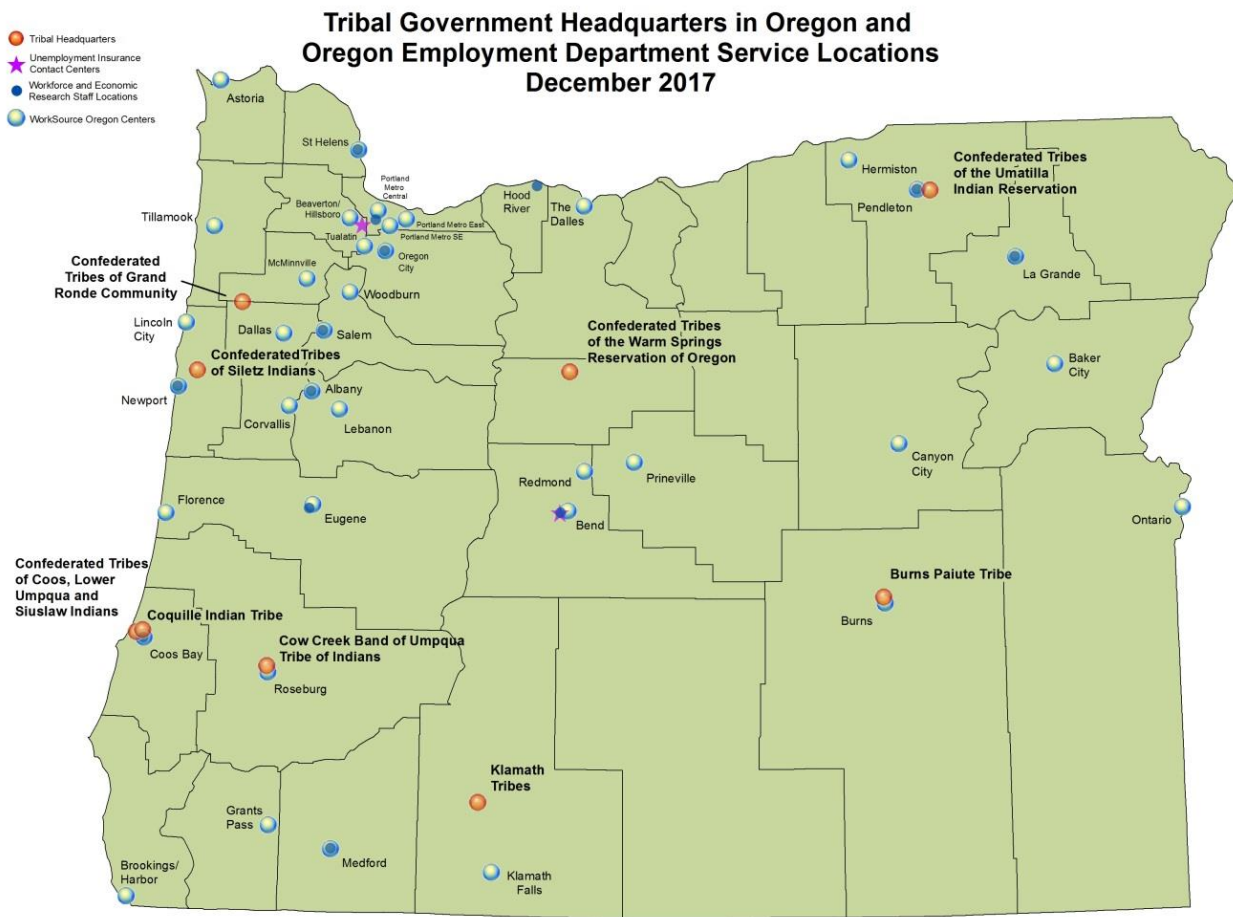 Tribal Government Headquarters in Oregon and
Oregon Employment Department Service Locations
December 2017
Tribal Headquarters
Unemployment Insurance
Contact Centers
Workforce and Economic
Research Staff Locations
WorkSource Oregon Centers
Astoria
St Helens
Portland
Metro
Central
Beaverton/
Hillsboro
Portland Metro East
Tualatin
Portland Metro SE
Oregon
City
Hood
River
The
Dalles
Hermiston
Pendleton
Confederated Tribes
of the Umatilla
Indian Reservation
La Grande
Tillamook
McMinnville
Woodburn
Confederated
Tribes of Grand
Ronde Community
Lincoln
City
Dallas
Salem
ConfederatedTribes
of Siletz Indians
Confederated Tribes
of the Warm Springs
Reservation of Oregon
Baker
City
Newport
Albany
Corvallis
Lebanon
Canyon
City
Redmond
Prineville
Bend
Florence
Eugene
Ontario
Confederated Tribes
of Coos, Lower
Umpqua and
Siuslaw Indians
Coquille Indian Tribe
Coos Bay
Cow Creek Band of Umpqua
Tribe of Indians
Roseburg
Burns Paiute Tribe
Burns
Klamath
Tribes
Grants
Pass
Medford
Klamath
Falls
Brookings/
Harbor